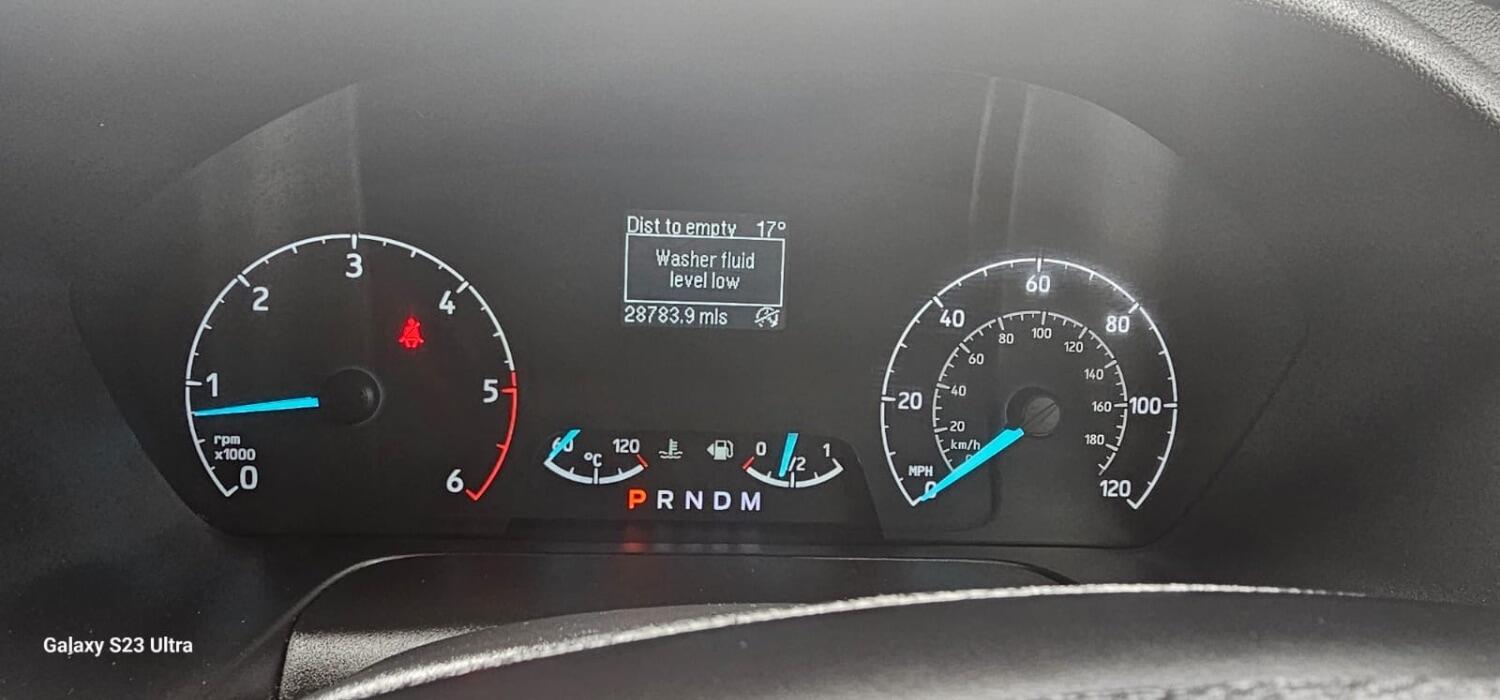 Dist to empty 17°
Washer fluid
level low
28783.9 mls
0 1 2 3 4 5 6
rpm
x1000
60 120
°C
0 1/2 1
P R N D M
0 20 40 60 80 100 120
MPH
20 40 60 80 100 120 140 160 180
km/h
Galaxy S23 Ultra